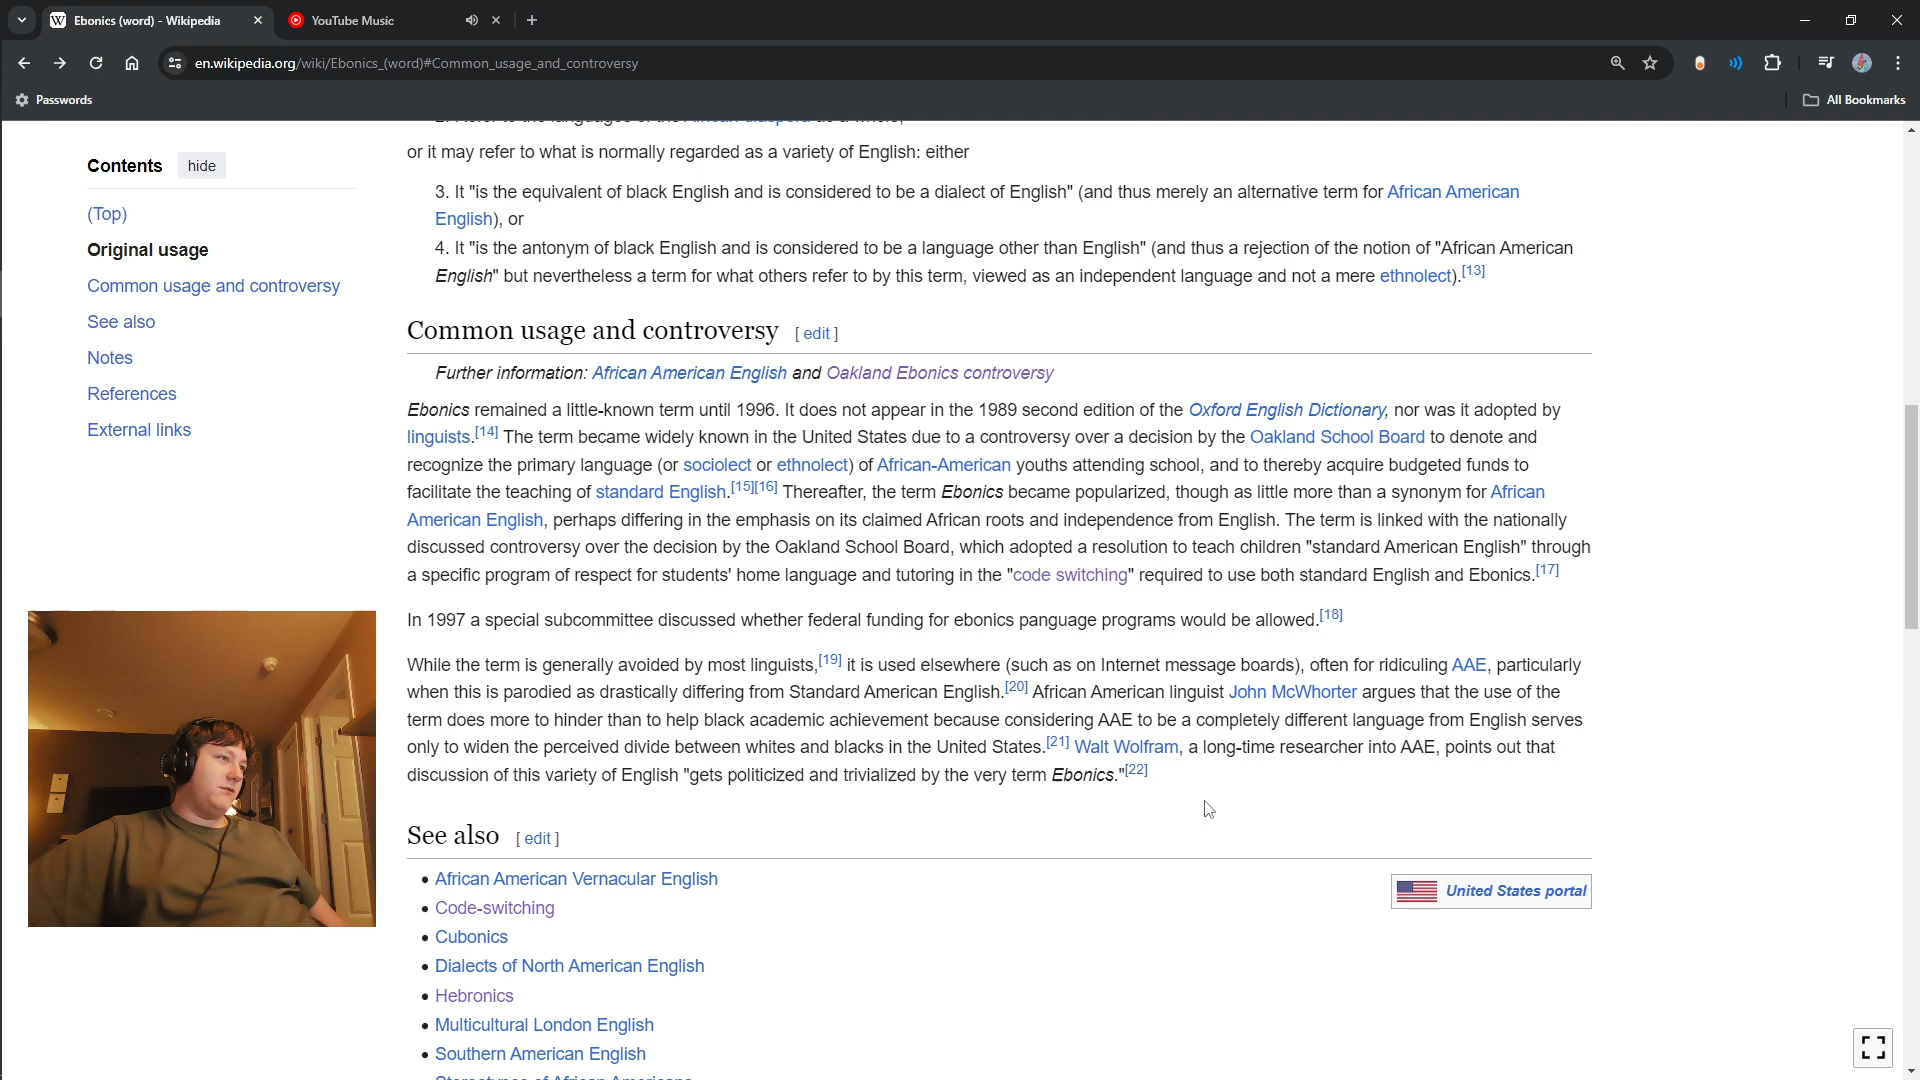 Ebonics (word) - Wikipedia
YouTube Music
en.wikipedia.org/wiki/Ebonics_(word)#Common_usage_and_controversy
Passwords
All Bookmarks
Contents hide
(Top)
Original usage
Common usage and controversy
See also
Notes
References
External links
or it may refer to what is normally regarded as a variety of English: either
3. It "is the equivalent of black English and is considered to be a dialect of English" (and thus merely an alternative term for African American
English), or
4. It "is the antonym of black English and is considered to be a language other than English" (and thus a rejection of the notion of "African American
English" but nevertheless a term for what others refer to by this term, viewed as an independent language and not a mere ethnolect).[13]
Common usage and controversy [ edit ]
Further information: African American English and Oakland Ebonics controversy
Ebonics remained a little-known term until 1996. It does not appear in the 1989 second edition of the Oxford English Dictionary, nor was it adopted by
linguists.[14] The term became widely known in the United States due to a controversy over a decision by the Oakland School Board to denote and
recognize the primary language (or sociolect or ethnolect) of African-American youths attending school, and to thereby acquire budgeted funds to
facilitate the teaching of standard English.[15][16] Thereafter, the term Ebonics became popularized, though as little more than a synonym for African
American English, perhaps differing in the emphasis on its claimed African roots and independence from English. The term is linked with the nationally
discussed controversy over the decision by the Oakland School Board, which adopted a resolution to teach children "standard American English" through
a specific program of respect for students' home language and tutoring in the "code switching" required to use both standard English and Ebonics.[17]
In 1997 a special subcommittee discussed whether federal funding for ebonics panguage programs would be allowed.[18]
While the term is generally avoided by most linguists,[19] it is used elsewhere (such as on Internet message boards), often for ridiculing AAE, particularly
when this is parodied as drastically differing from Standard American English.[20] African American linguist John McWhorter argues that the use of the
term does more to hinder than to help black academic achievement because considering AAE to be a completely different language from English serves
only to widen the perceived divide between whites and blacks in the United States.[21] Walt Wolfram, a long-time researcher into AAE, points out that
discussion of this variety of English "gets politicized and trivialized by the very term Ebonics."[22]
See also [ edit ]
African American Vernacular English
Code-switching
Cubonics
Dialects of North American English
Hebronics
Multicultural London English
Southern American English
United States portal